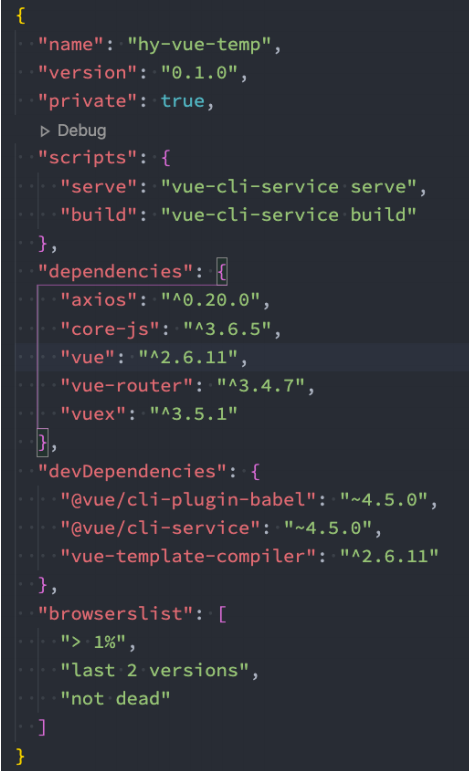 {
"name": "hy-vue-temp",
"version": "0.1.0",
"private": true,
Debug
"scripts": {
"serve": "vue-cli-service serve",
"build": "vue-cli-service build"
},
"dependencies": {
"axios": "^0.20.0",
"core-js": "^3.6.5",
"vue": "^2.6.11",
"vue-router": "^3.4.7",
"vuex": "^3.5.1"
},
"devDependencies": {
"@vue/cli-plugin-babel": "~4.5.0",
"@vue/cli-service": "~4.5.0",
"vue-template-compiler": "^2.6.11"
},
"browserslist": [
"> 1%",
"last 2 versions",
"not dead"
]
}